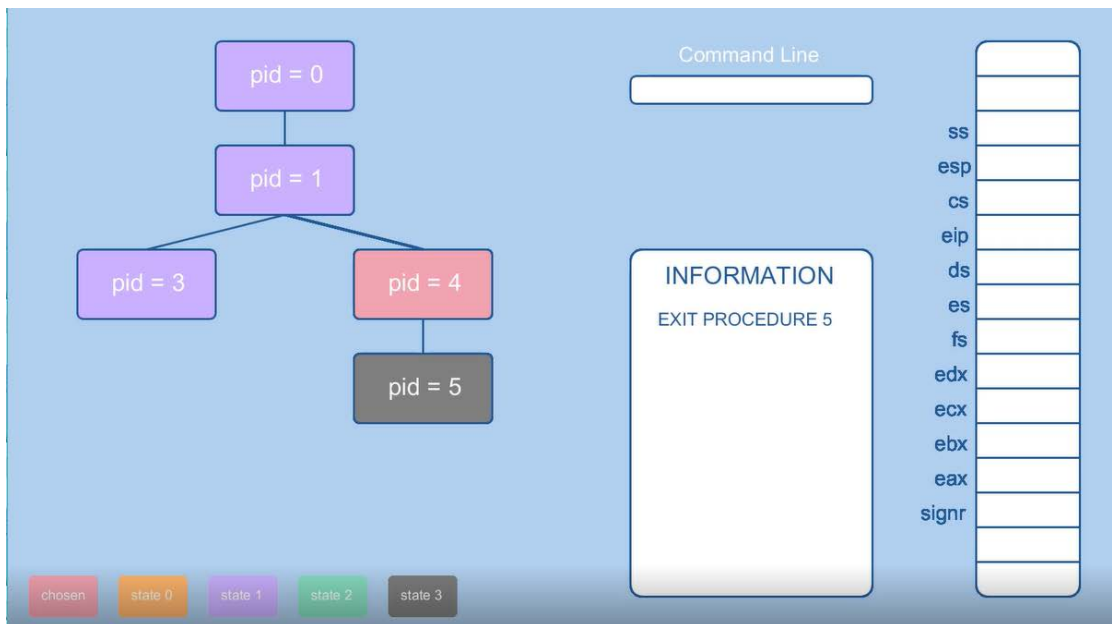 pid = 0
pid = 1
pid = 3
pid = 4
pid = 5
chosen
state 0
state 1
state 2
state 3
Command Line
INFORMATION
EXIT PROCEDURE 5
ss
esp
cs
eip
ds
es
fs
edx
ecx
ebx
eax
signr